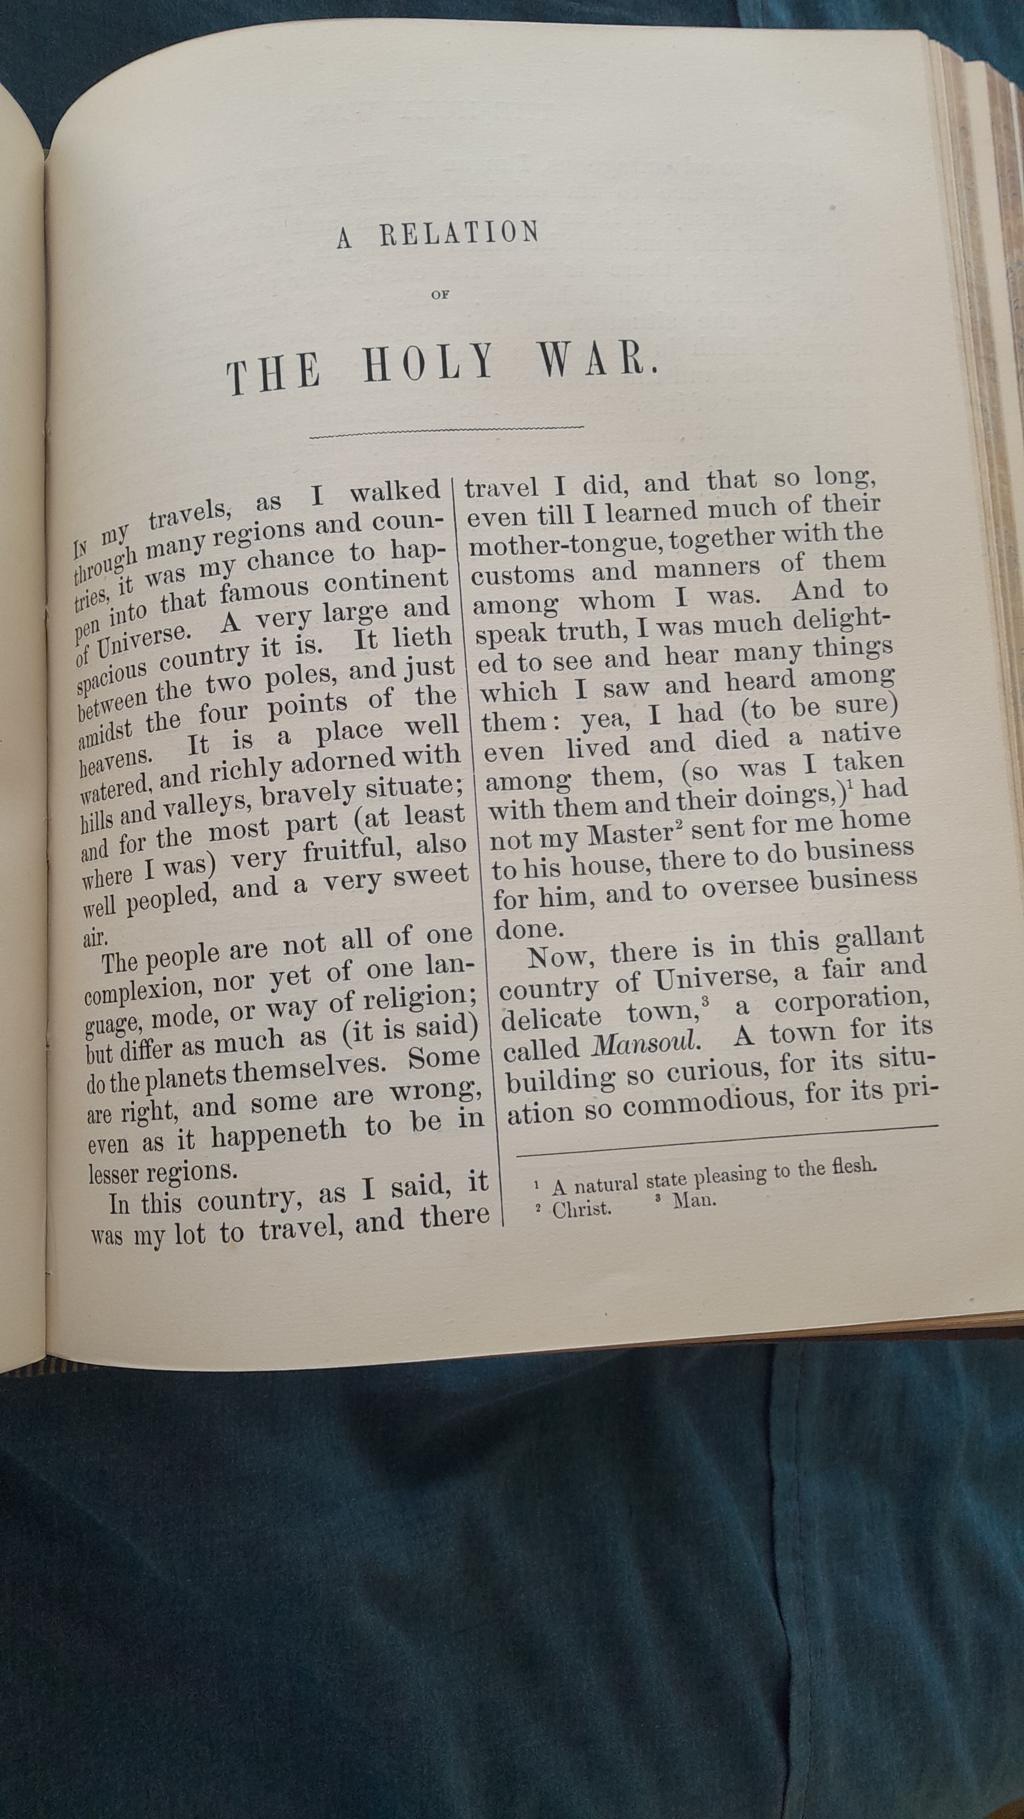 A RELATION
OF
THE HOLY WAR.
In my travels, as I walked
through many regions and coun-
tries, it was my chance to hap-
pen into that famous continent
of Universe. A very large and
spacious country it is. It lieth
between the two poles, and just
amidst the four points of the
heavens. It is a place well
watered, and richly adorned with
hills and valleys, bravely situate;
and for the most part (at least
where I was) very fruitful, also
well peopled, and a very sweet
air.
The people are not all of one
complexion, nor yet of one lan-
guage, mode, or way of religion;
but differ as much as (it is said)
do the planets themselves. Some
are right, and some are wrong,
even as it happeneth to be in
lesser regions.
In this country, as I said, it
was my lot to travel, and there
travel I did, and that so long,
even till I learned much of their
mother-tongue, together with the
customs and manners of them
among whom I was. And to
speak truth, I was much delight-
ed to see and hear many things
which I saw and heard among
them: yea, I had (to be sure)
even lived and died a native
among them, (so was I taken
with them and their doings,)¹ had
not my Master² sent for me home
to his house, there to do business
for him, and to oversee business
done.
Now, there is in this gallant
country of Universe, a fair and
delicate town,³ a corporation,
called Mansoul. A town for its
building so curious, for its situ-
ation so commodious, for its pri-
¹ A natural state pleasing to the flesh.
² Christ. ³ Man.